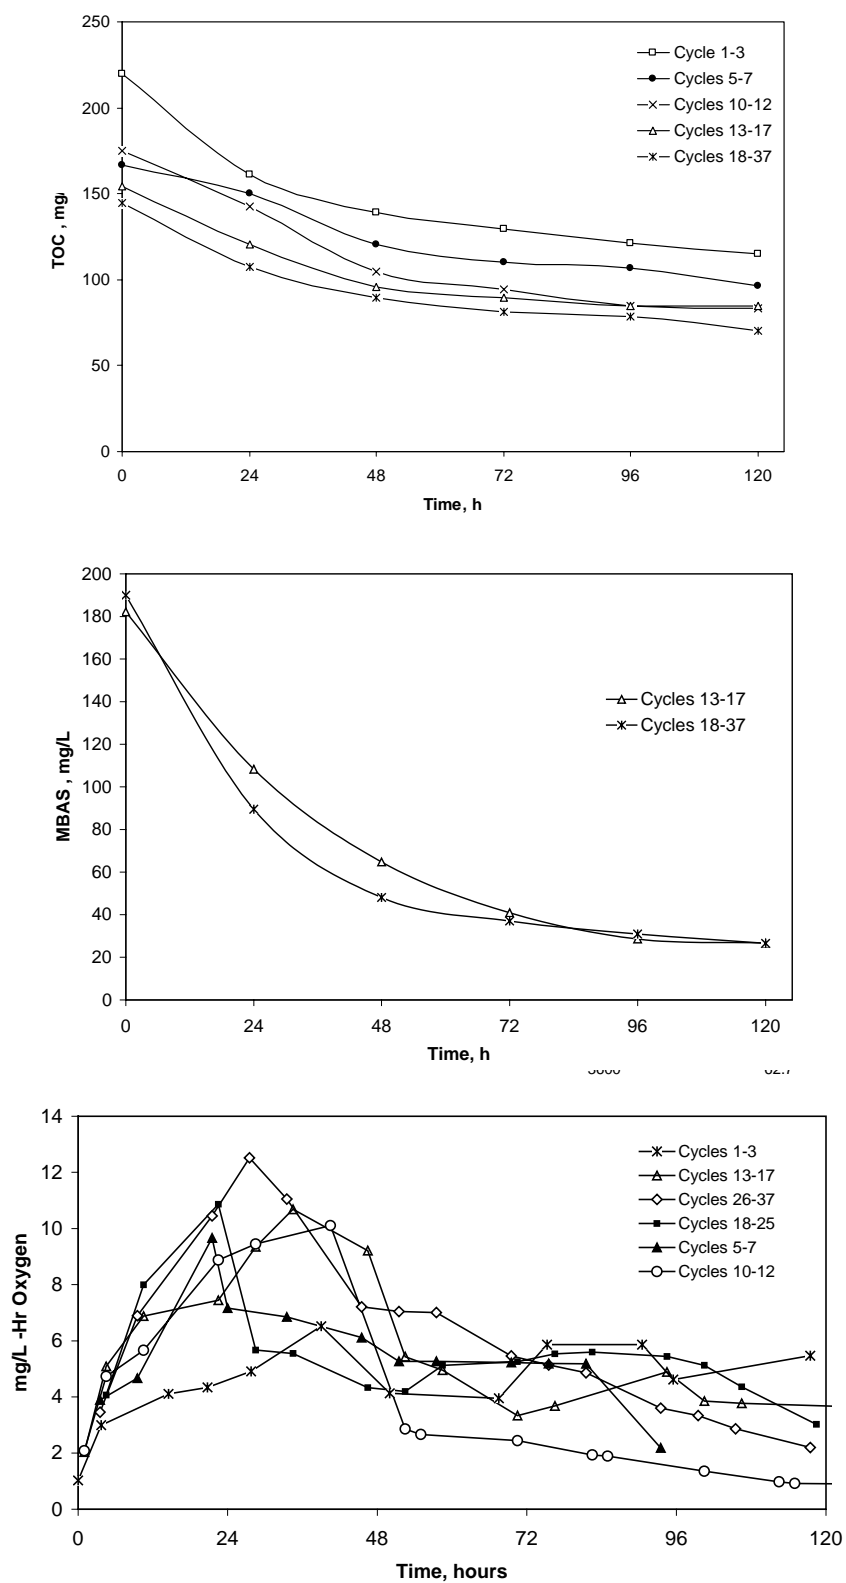 250
200
150
100
50
0
TOC , mg/
Cycle 1-3
Cycles 5-7
Cycles 10-12
Cycles 13-17
Cycles 18-37
0 24 48 72 96 120
Time, h
200
180
160
140
120
100
80
60
40
20
0
MBAS , mg/L
Cycles 13-17
Cycles 18-37
0 24 48 72 96 120
Time, h
14
12
10
8
6
4
2
0
mg/L -Hr Oxygen
Cycles 1-3
Cycles 13-17
Cycles 26-37
Cycles 18-25
Cycles 5-7
Cycles 10-12
0 24 48 72 96 120
Time, hours